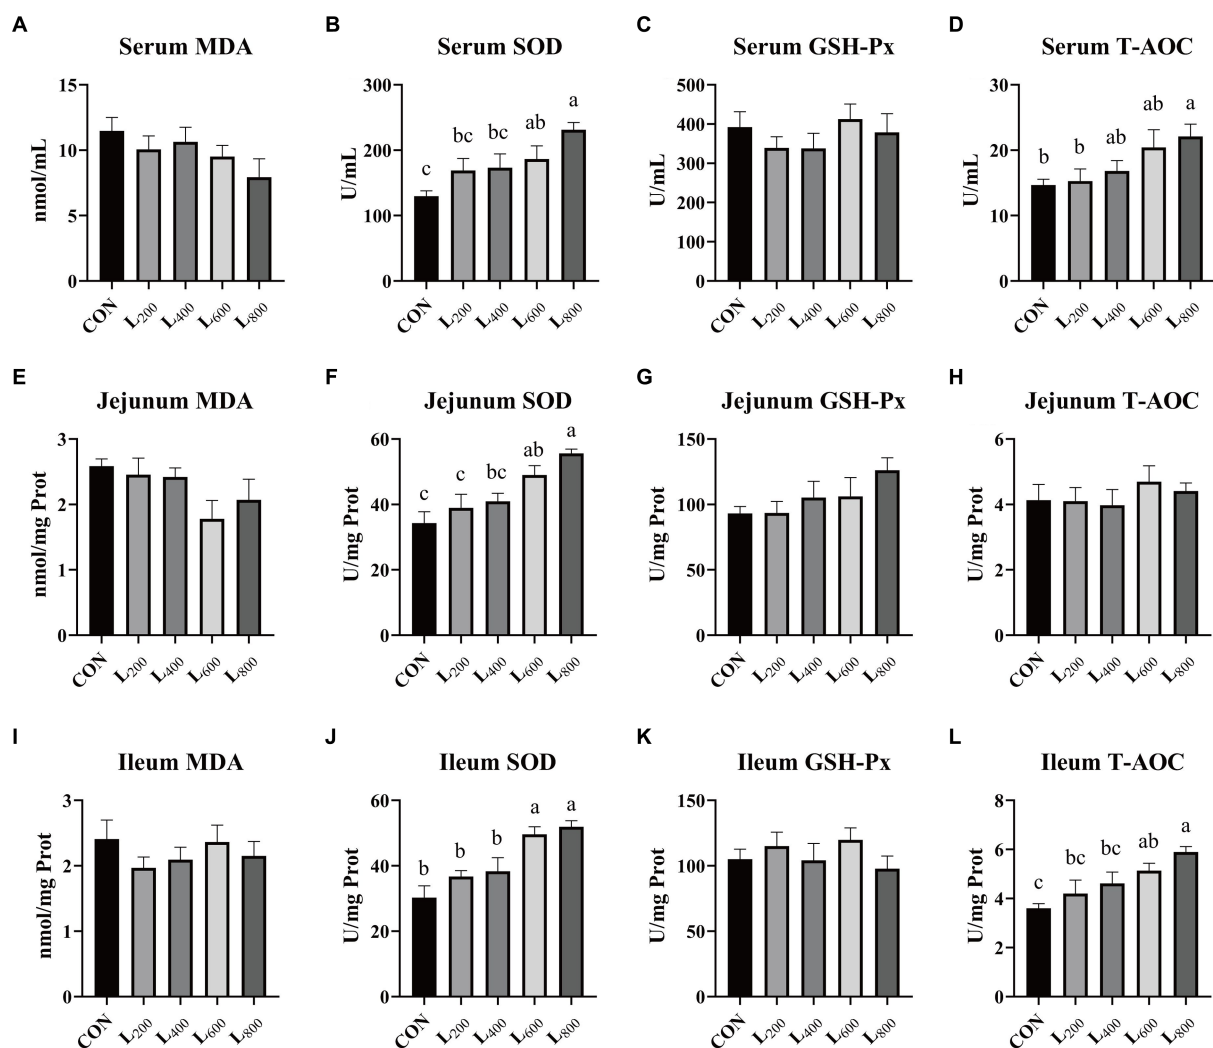 A
Serum MDA
15
10
5
0
nmol/mL
CON
L200
L400
L600
L800
B
Serum SOD
300
200
100
0
U/mL
c
bc
bc
ab
a
CON
L200
L400
L600
L800
C
Serum GSH-Px
500
400
300
200
100
0
U/mL
CON
L200
L400
L600
L800
D
Serum T-AOC
30
20
10
0
U/mL
b
b
ab
ab
a
CON
L200
L400
L600
L800
E
Jejunum MDA
3
2
1
0
nmol/mg Prot
CON
L200
L400
L600
L800
F
Jejunum SOD
60
40
20
0
U/mg Prot
c
c
bc
ab
a
CON
L200
L400
L600
L800
G
Jejunum GSH-Px
150
100
50
0
U/mg Prot
CON
L200
L400
L600
L800
H
Jejunum T-AOC
6
4
2
0
U/mg Prot
CON
L200
L400
L600
L800
I
Ileum MDA
3
2
1
0
nmol/mg Prot
CON
L200
L400
L600
L800
J
Ileum SOD
60
40
20
0
U/mg Prot
b
b
b
a
a
CON
L200
L400
L600
L800
K
Ileum GSH-Px
150
100
50
0
U/mg Prot
CON
L200
L400
L600
L800
L
Ileum T-AOC
8
6
4
2
0
U/mg Prot
c
bc
bc
ab
a
CON
L200
L400
L600
L800